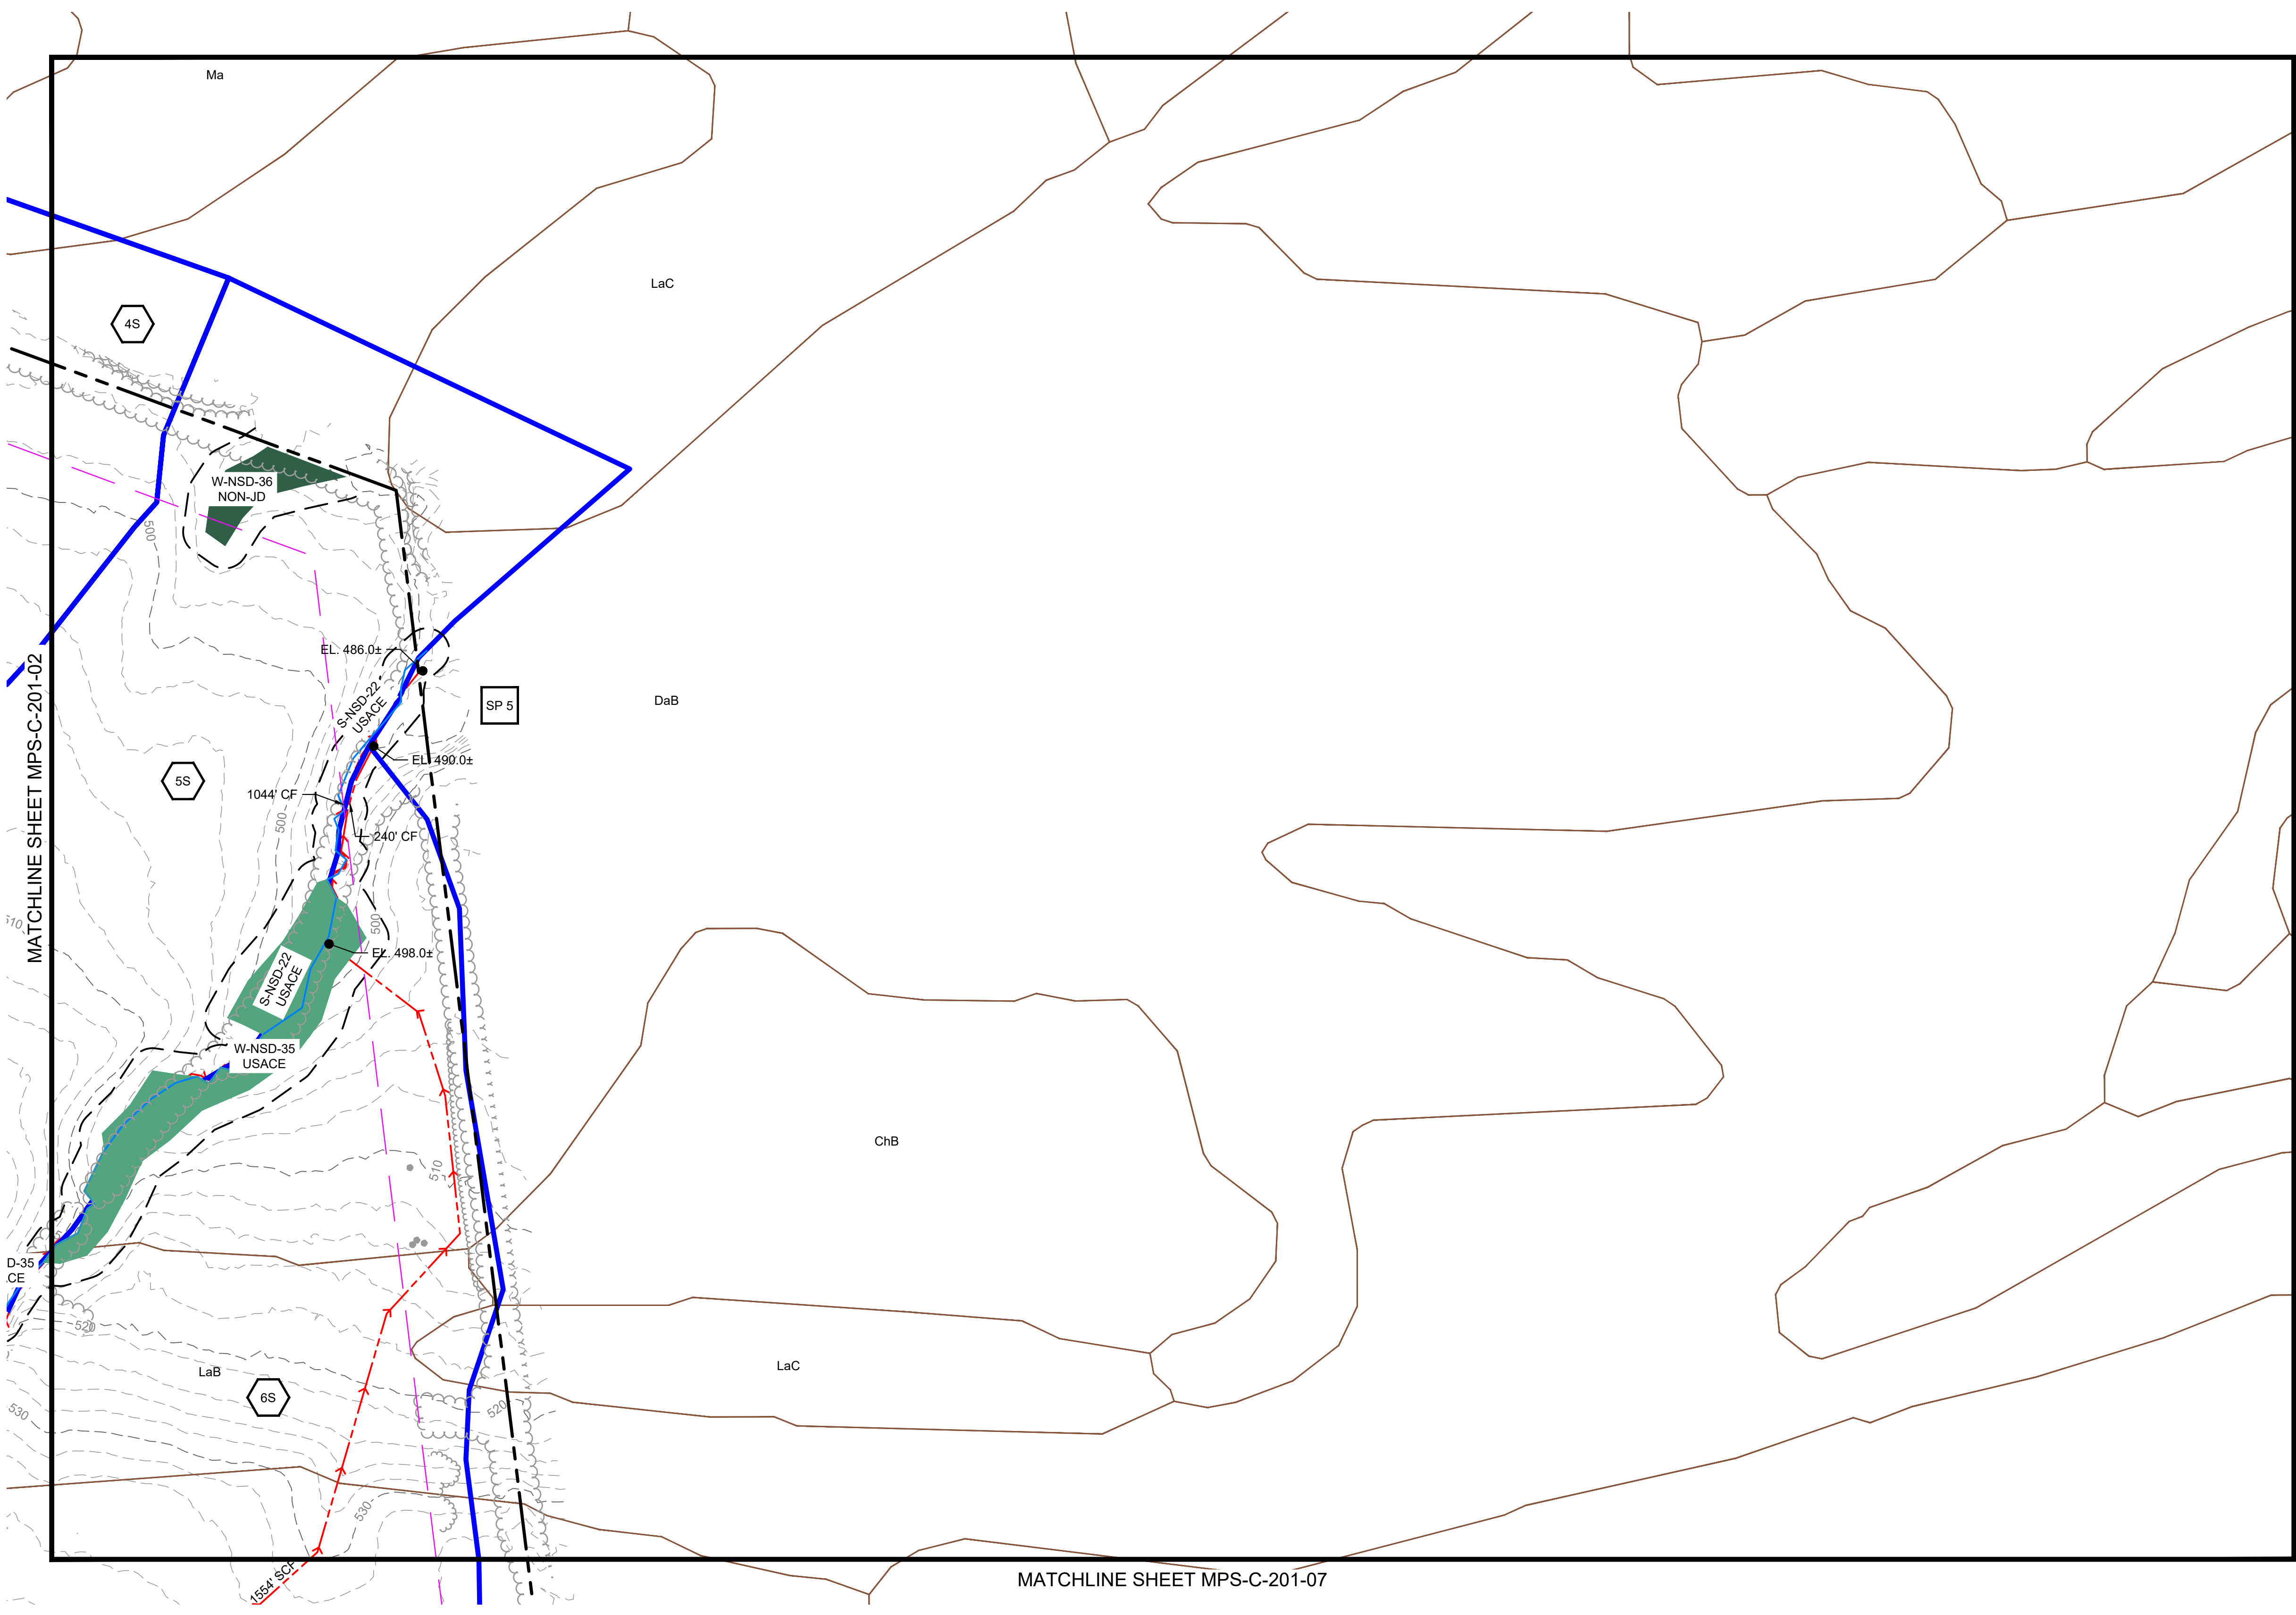 Ma
LaC
4S
W-NSD-36
NON-JD
500
EL. 486.0±
S-NSD-22
USACE
SP 5
DaB
MATCHLINE SHEET MPS-C-201-02
EL. 490.0±
5S
1044' CF
500
240' CF
510
500
EL. 498.0±
S-NSD-22
USACE
W-NSD-35
USACE
ChB
510
D-35
CE
520
LaB
LaC
6S
530
520
530
1554' SCF
MATCHLINE SHEET MPS-C-201-07